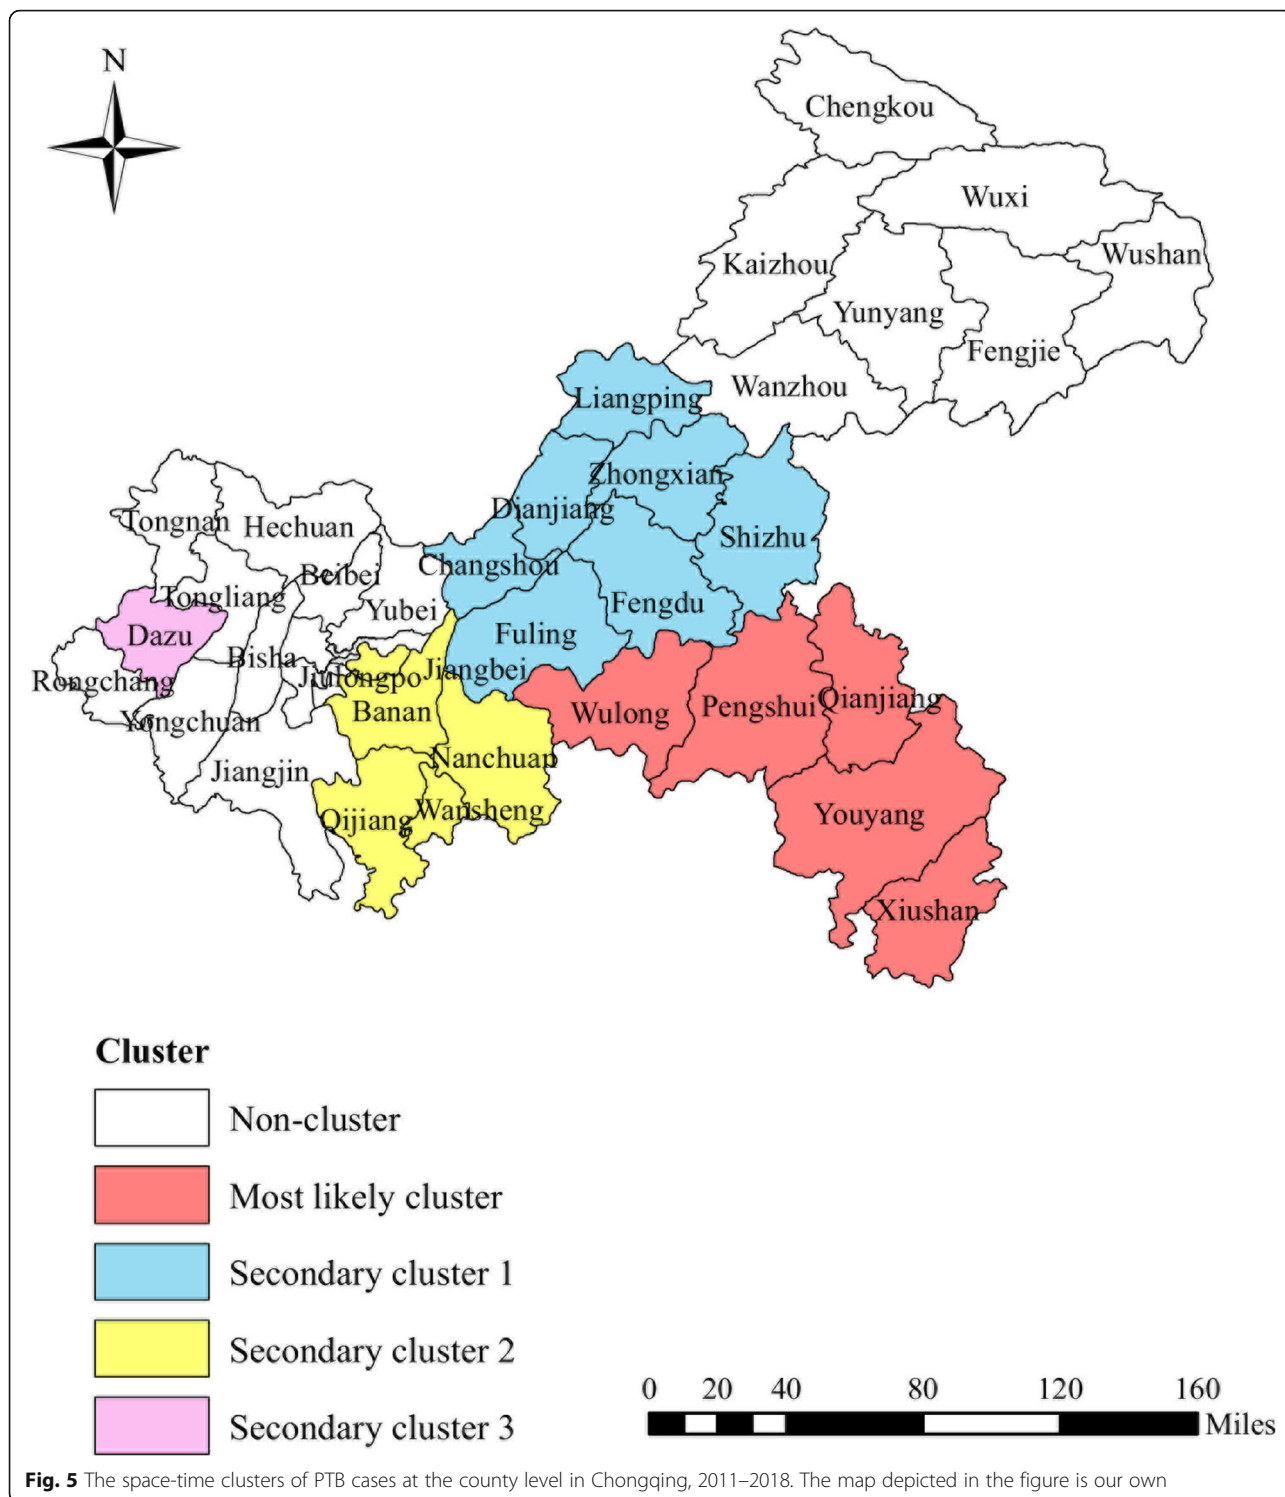 N
Chengkou
Wuxi
Wushan
Kaizhou
Yunyang
Fengjie
Wanzhou
Liangping
Zhongxian
Dianjiang
Shizhu
Tongnan
Hechuan
Beibei
Changshou
Tongliang
Yubei
Fengdu
Dazu
Fuling
Bisha
Jiangbei
Rongchang
Jiulongpo
Qianjiang
Pengshui
Wulong
Banan
Yongchuan
Nanchuan
Jiangjin
Wansheng
Qijiang
Youyang
Xiushan
Cluster
Non-cluster
Most likely cluster
Secondary cluster 1
Secondary cluster 2
Secondary cluster 3
0 20 40 80 120 160
Miles
Fig. 5 The space-time clusters of PTB cases at the county level in Chongqing, 2011–2018. The map depicted in the figure is our own